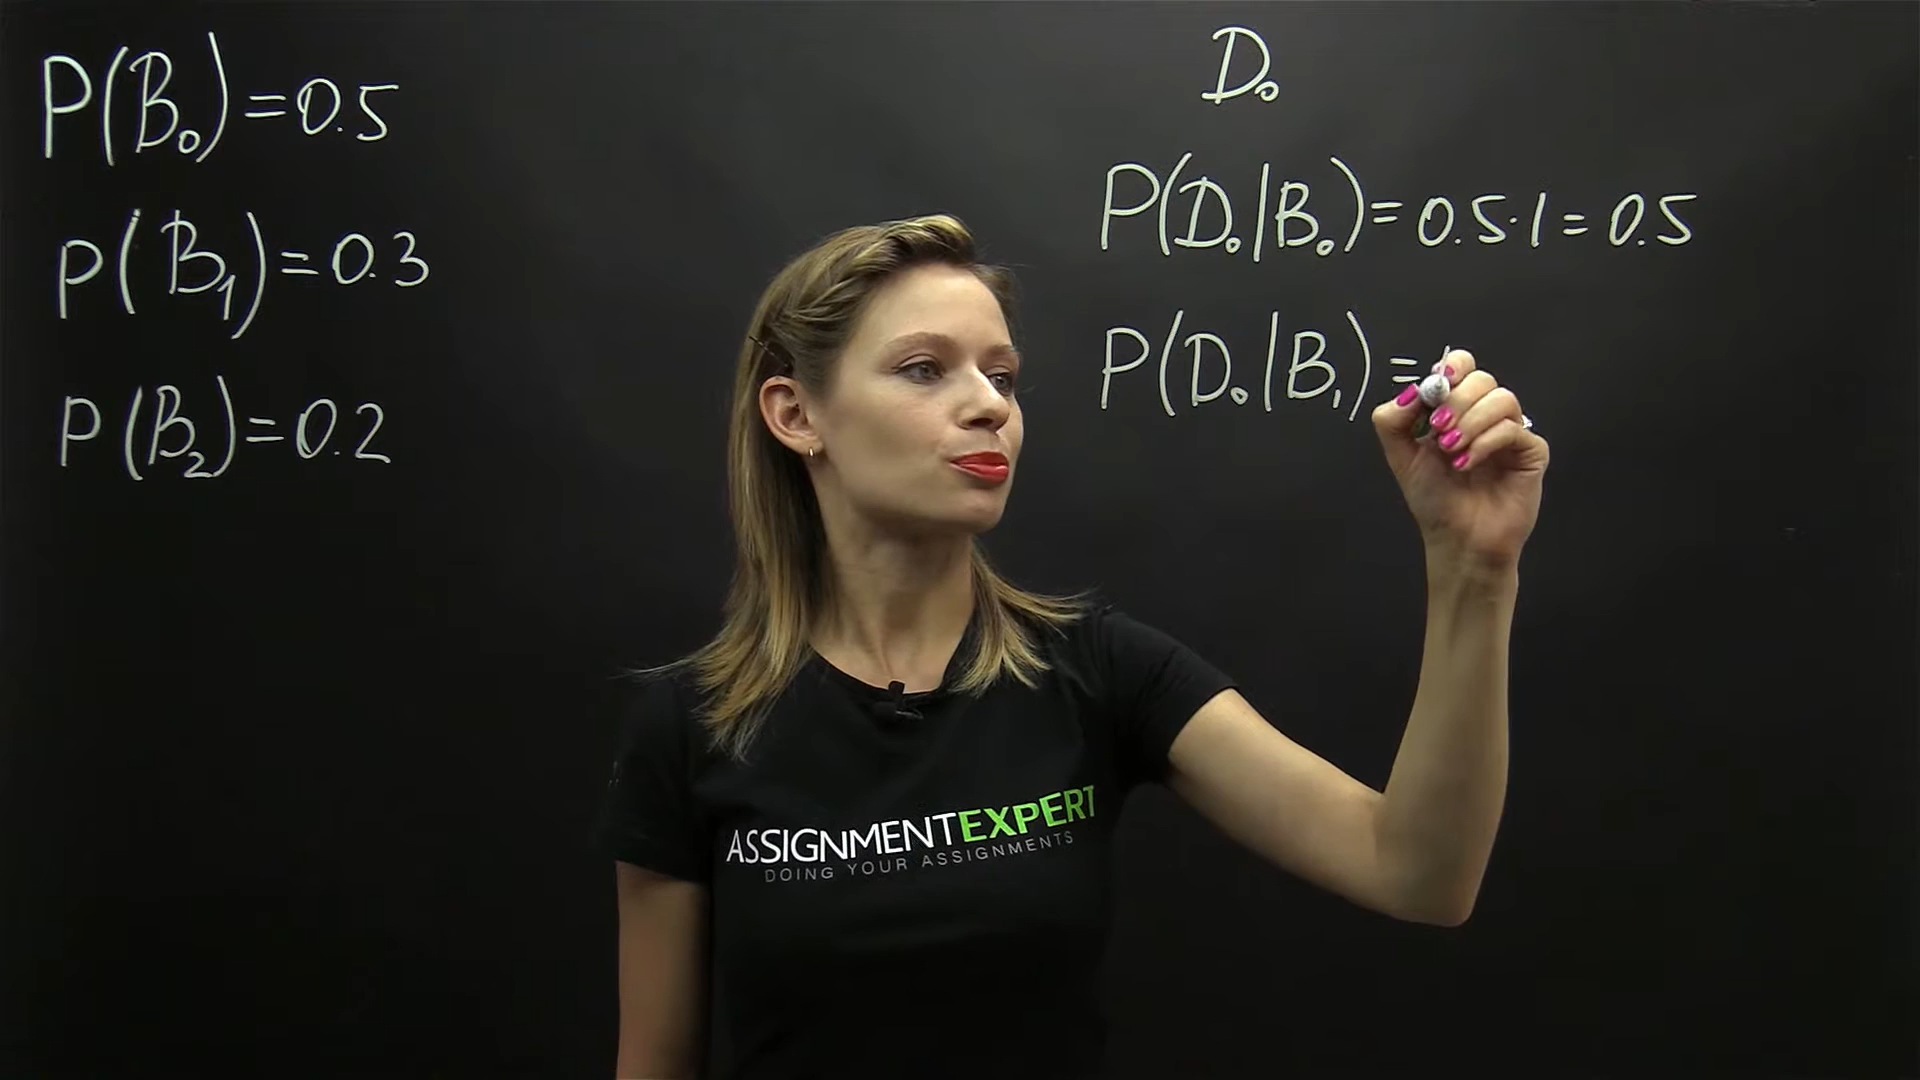 P(B₀)=0.5
P(B₁)=0.3
P(B₂)=0.2
D₀
P(D₀|B₀)=0.5·1=0.5
P(D₀|B₁)=
ASSIGNMENTEXPERT
DOING YOUR ASSIGNMENTS